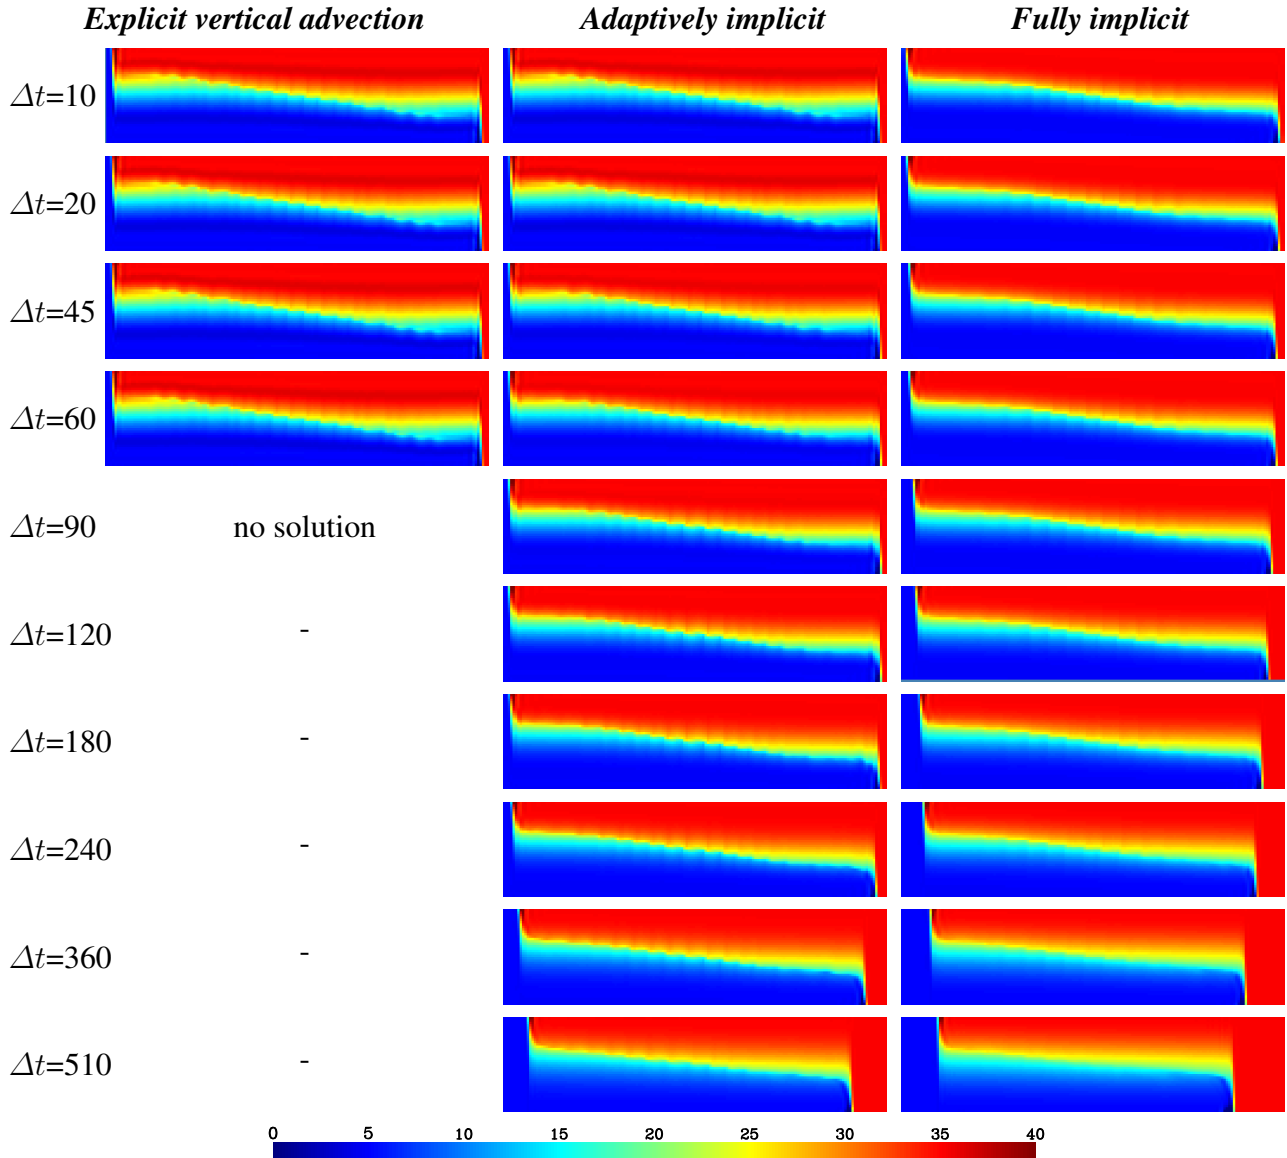 Explicit vertical advection Adaptively implicit Fully implicit
Δt=10
Δt=20
Δt=45
Δt=60
Δt=90 no solution
Δt=120 -
Δt=180 -
Δt=240 -
Δt=360 -
Δt=510 -
0 5 10 15 20 25 30 35 40